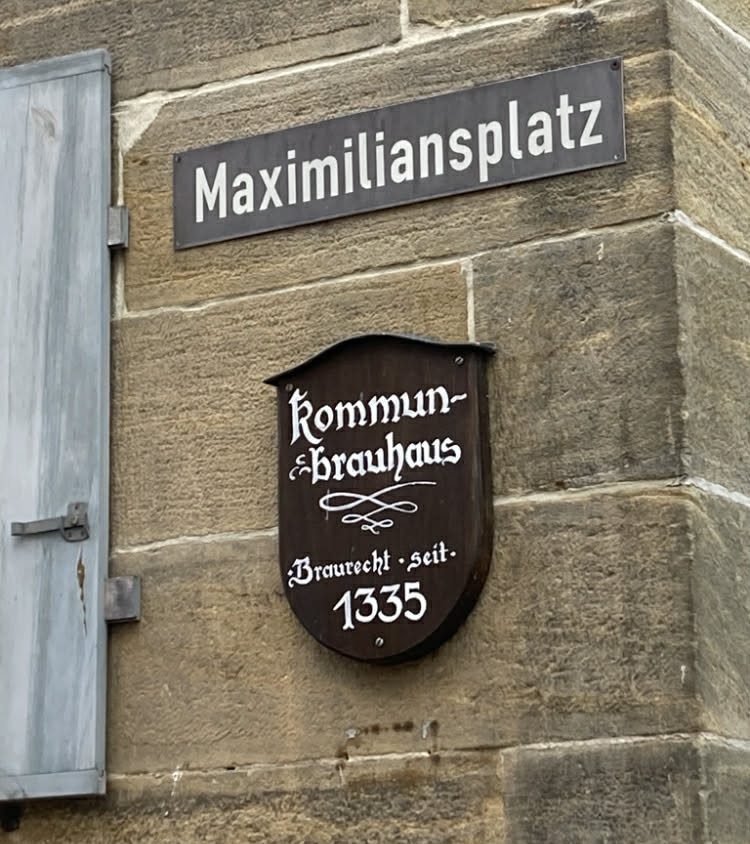 Maximiliansplatz
Kommun-
brauhaus
Braurecht · seit ·
1335